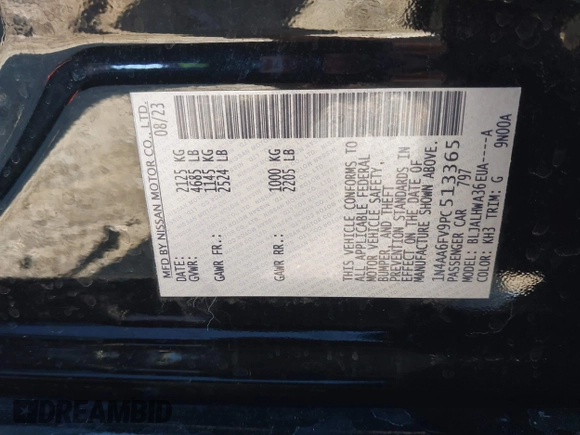 MFD BY NISSAN MOTOR CO., LTD.
DATE: 08/23
GVWR: 2125 KG
4685 LB
GAWR FR: 1145 KG
2524 LB
GAWR RR: 1000 KG
2205 LB
THIS VEHICLE CONFORMS TO
ALL APPLICABLE FEDERAL
MOTOR VEHICLE SAFETY,
BUMPER, AND THEFT
PREVENTION STANDARDS IN
EFFECT ON THE DATE OF
MANUFACTURE SHOWN ABOVE.
1N4AA6FV9PC513365
PASSENGER CAR 797
MODEL: BLJALHWA36EUA-----A
COLOR: KH3 TRIM: G 9N00A
DREAMBID